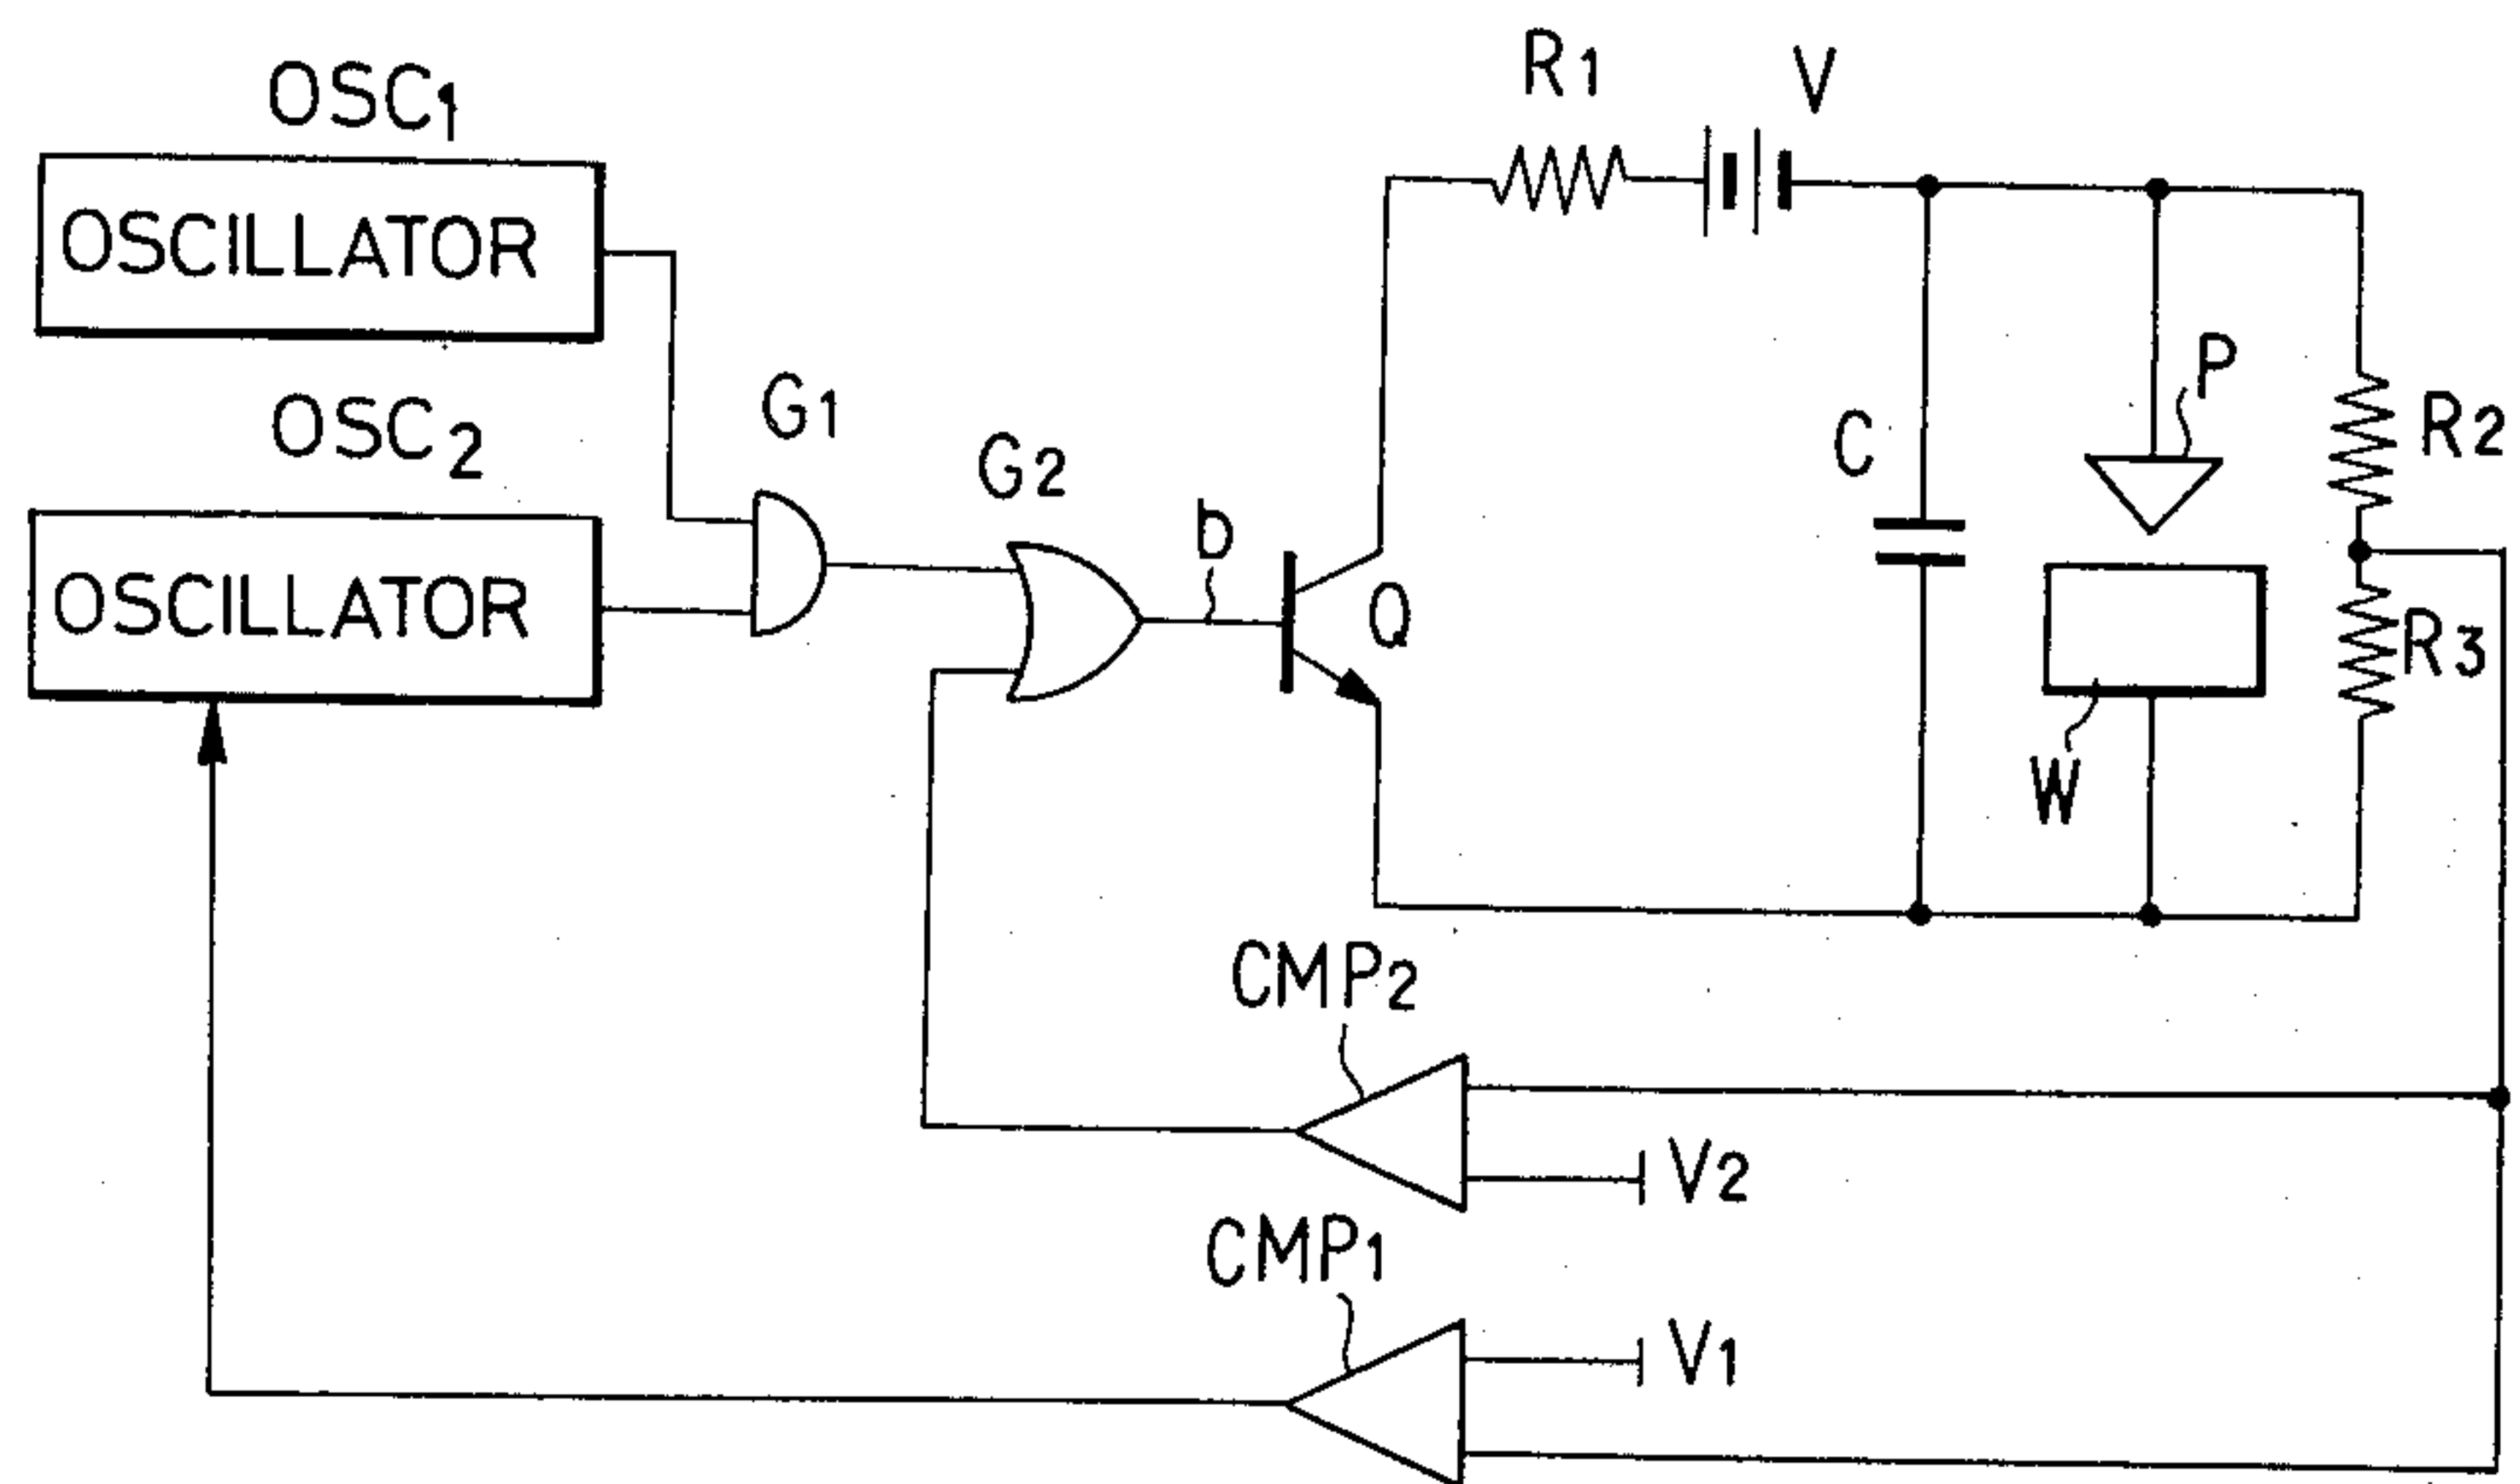 OSC1
OSCILLATOR
OSC2
OSCILLATOR
G1
G2
b
Q
R1
V
C
P
W
R2
R3
CMP2
V2
CMP1
V1